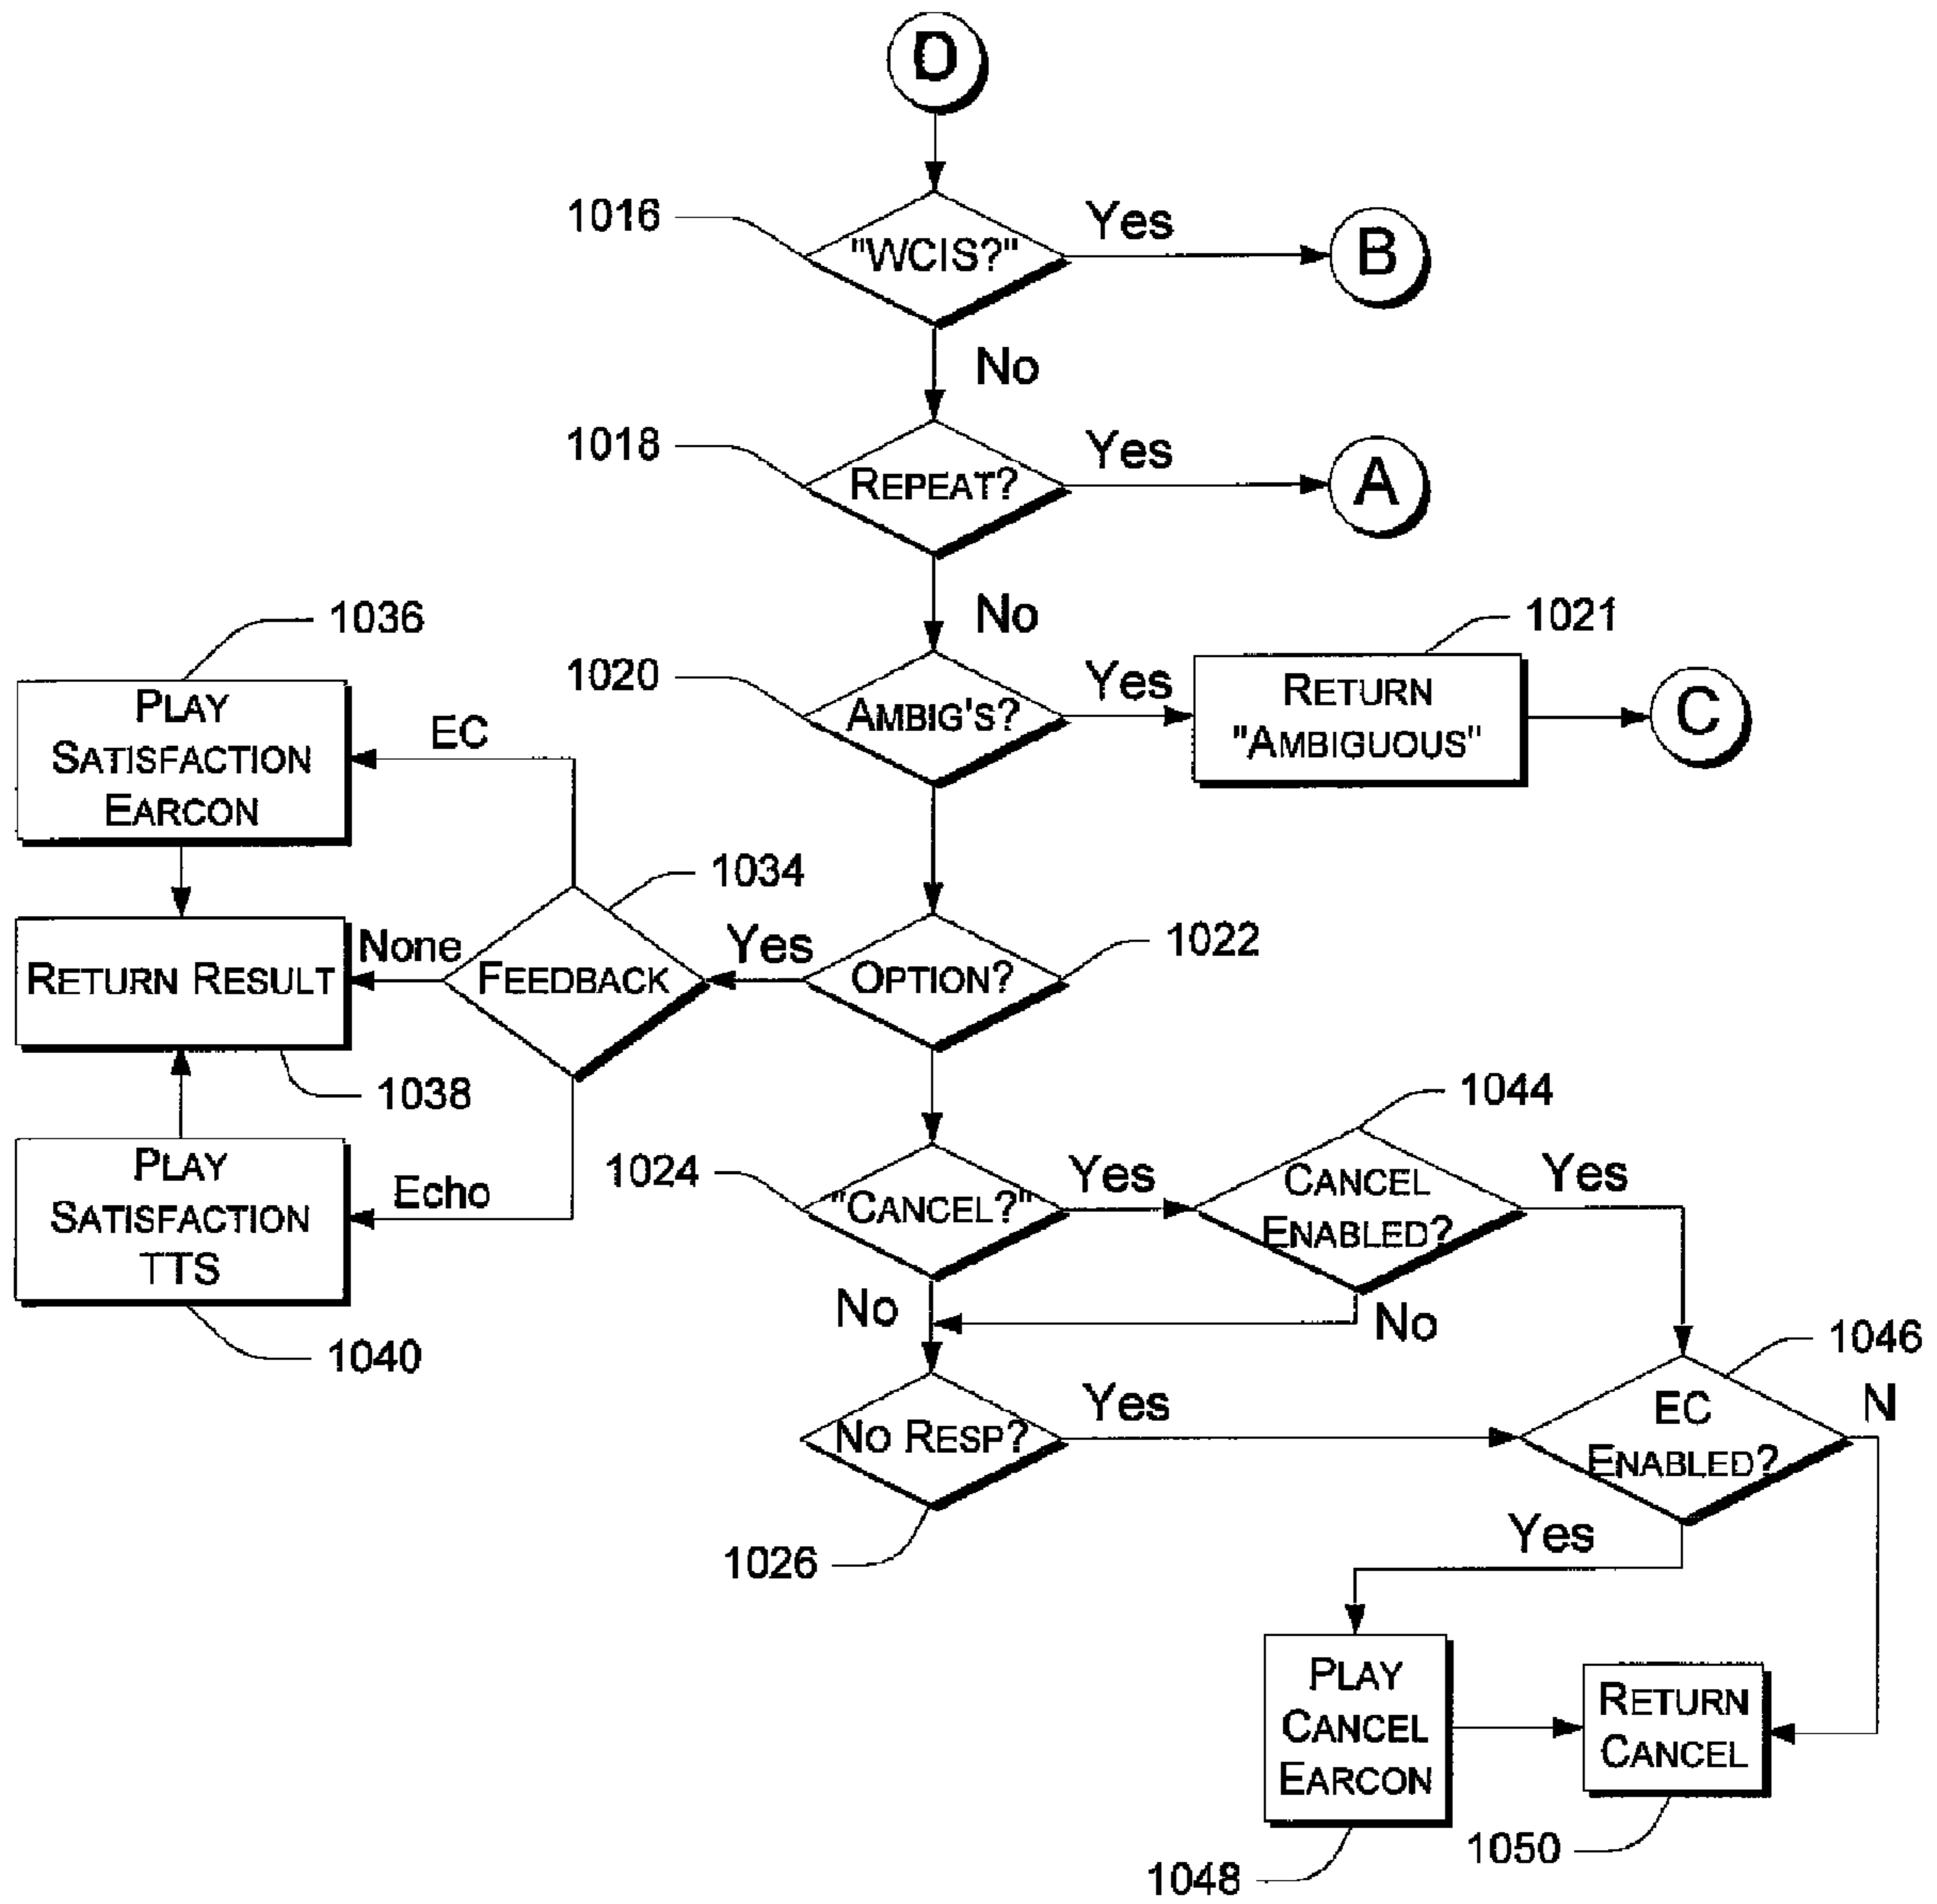 D
1016
"WCIS?"
Yes
B
No
1018
REPEAT?
Yes
A
No
1020
AMBIG'S?
Yes
1021
RETURN
"AMBIGUOUS"
C
1036
PLAY
SATISFACTION
EARCON
EC
1034
FEEDBACK
None
RETURN RESULT
1038
Yes
OPTION?
1022
PLAY
SATISFACTION
TTS
Echo
1040
1024
"CANCEL?"
Yes
1044
CANCEL
ENABLED?
Yes
No
No
NO RESP?
Yes
1026
1046
EC
ENABLED?
N
Yes
PLAY
CANCEL
EARCON
1048
RETURN
CANCEL
1050